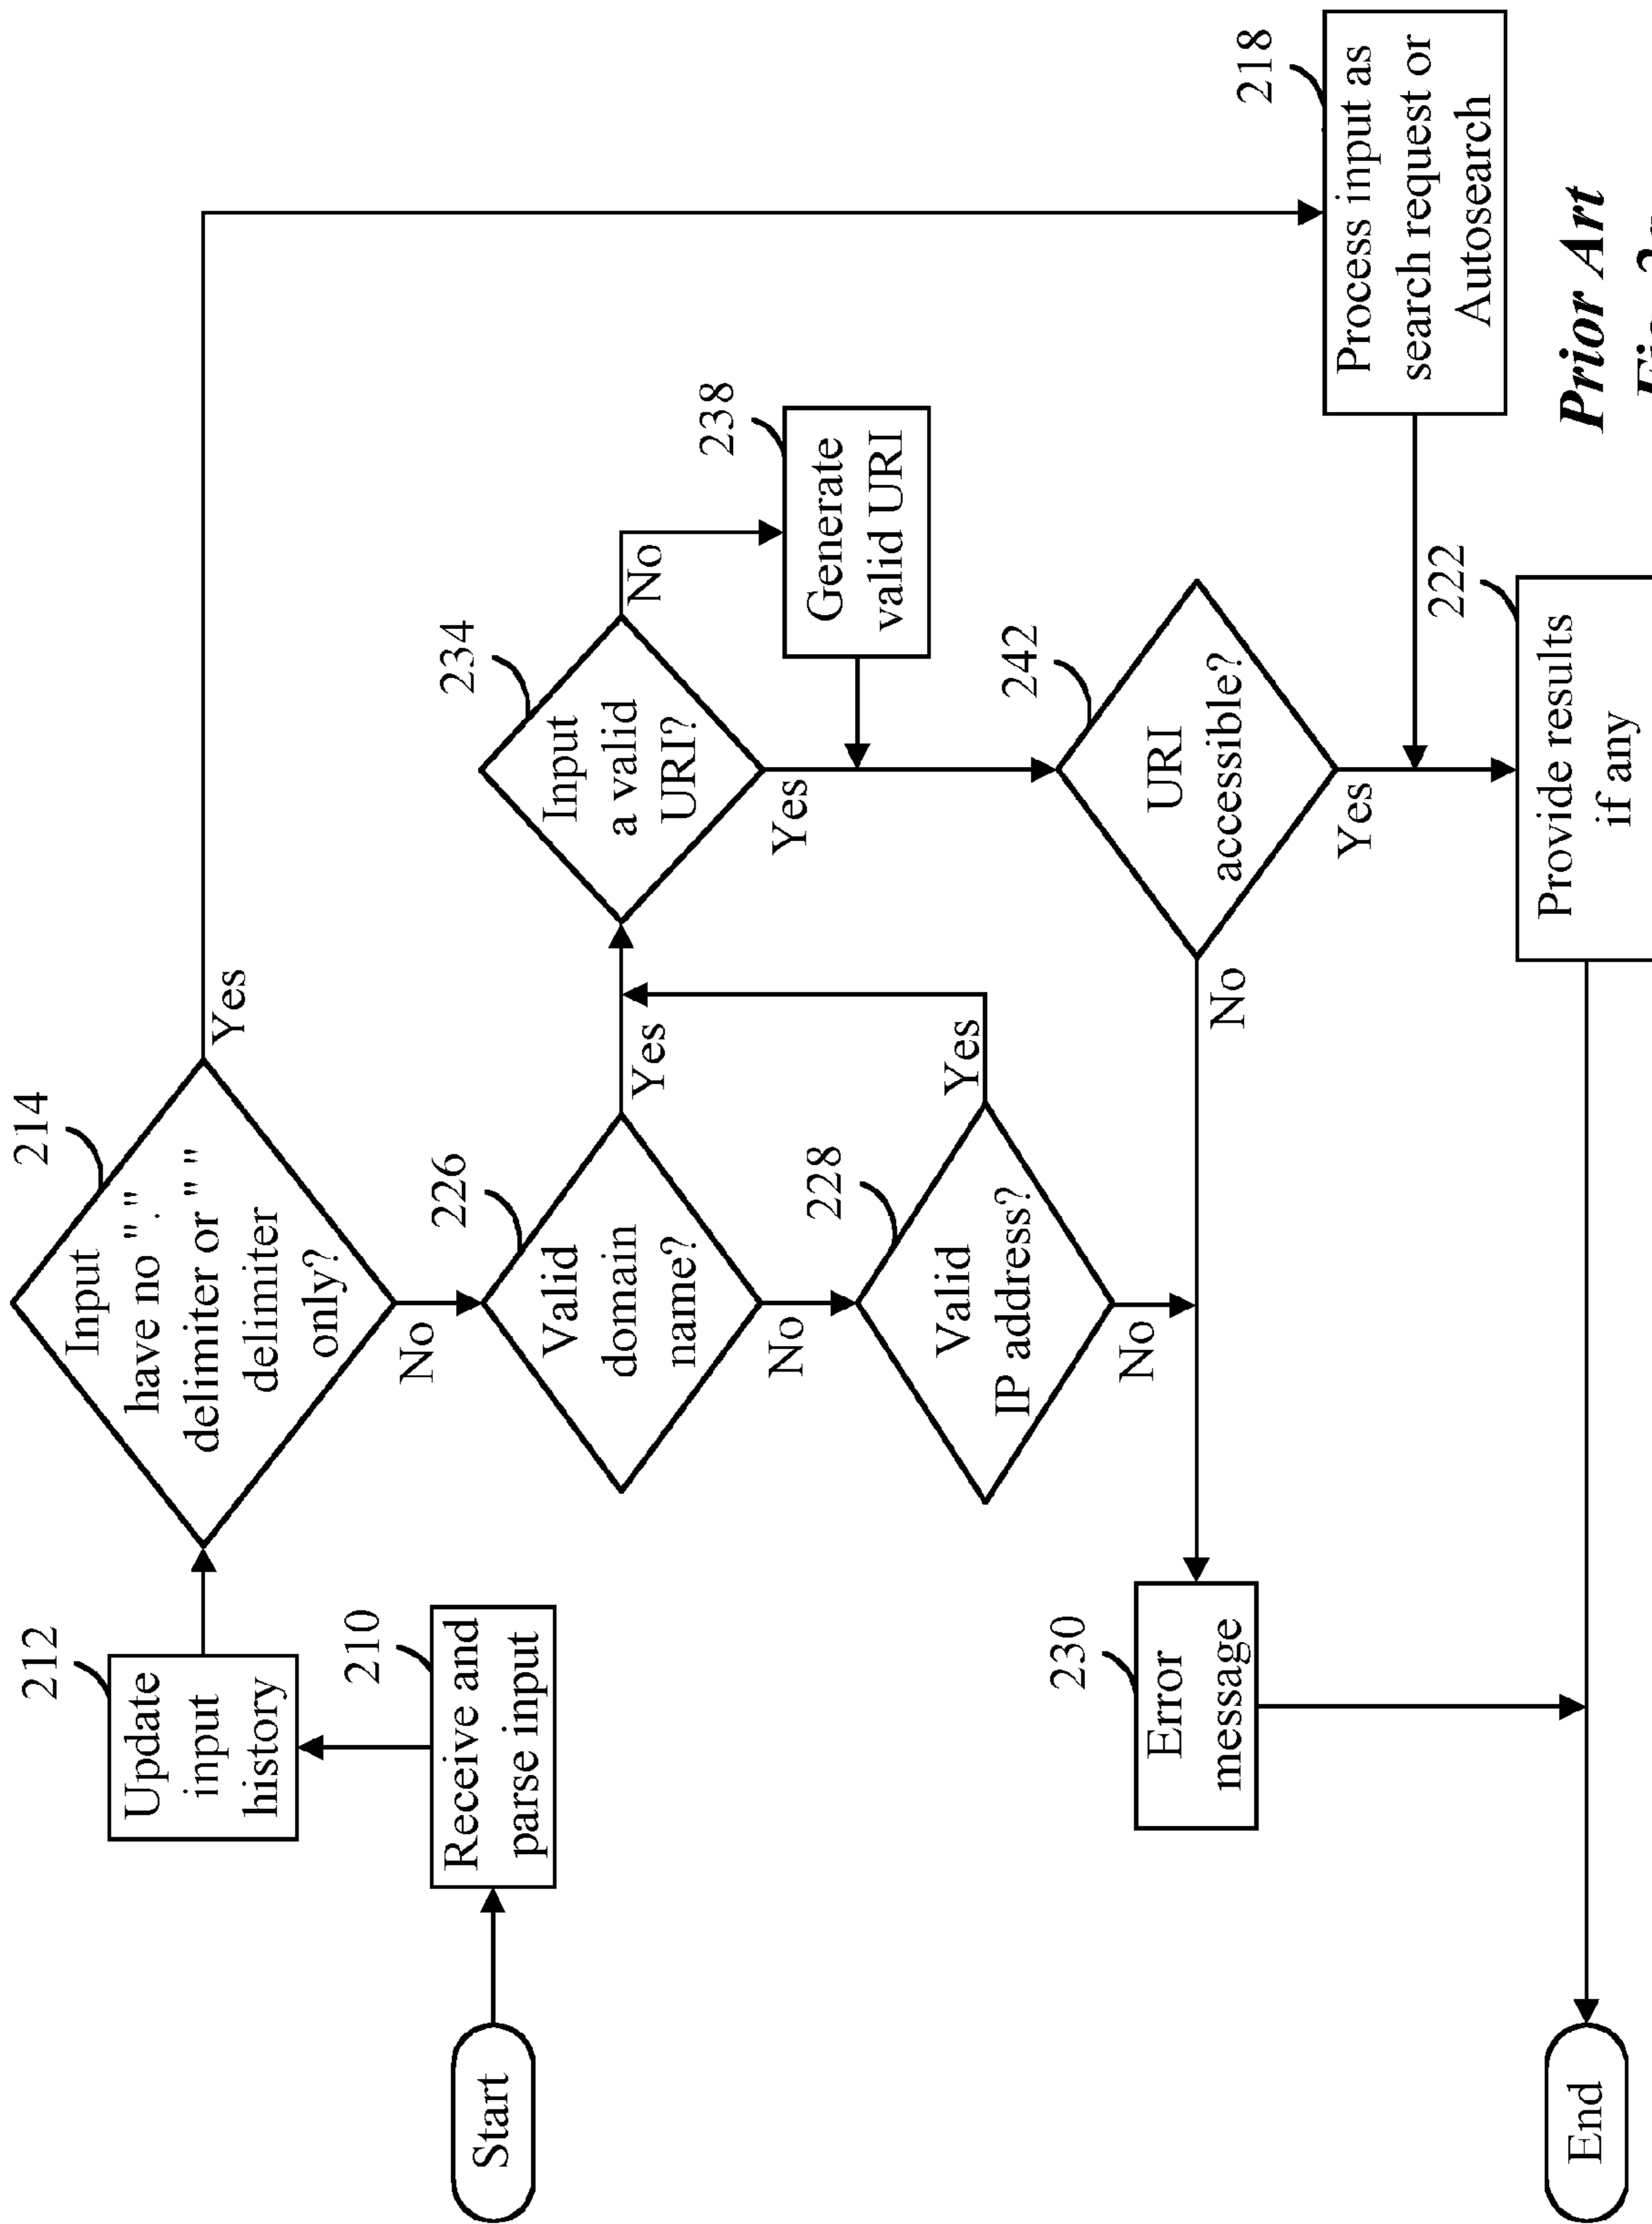 Start
210
Receive and
parse input
212
Update
input
history
214
Input
have no "."
delimiter or " "
delimiter
only?
Yes
No
226
Valid
domain
name?
Yes
No
228
Valid
IP address?
Yes
No
230
Error
message
234
Input
a valid
URI?
No
Yes
238
Generate
valid URI
242
URI
accessible?
No
Yes
218
Process input as
search request or
Autosearch
222
Provide results
if any
End
Prior Art